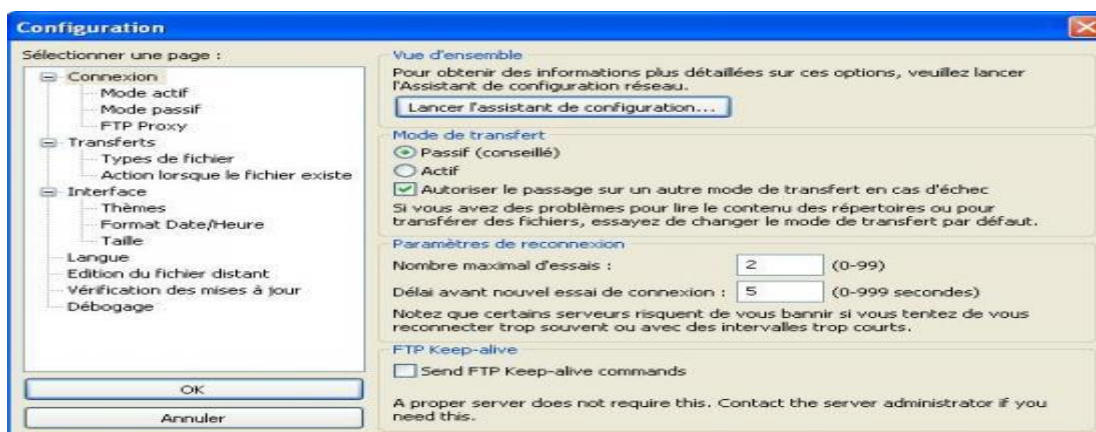 Configuration
Sélectionner une page :
Connexion
Mode actif
Mode passif
FTP Proxy
Transferts
Types de fichier
Action lorsque le fichier existe
Interface
Thèmes
Format Date/Heure
Taille
Langue
Edition du fichier distant
Vérification des mises à jour
Débogage
OK
Annuler
Vue d'ensemble
Pour obtenir des informations plus détaillées sur ces options, veuillez lancer
l'Assistant de configuration réseau.
Lancer l'assistant de configuration...
Mode de transfert
Passif (conseillé)
Actif
Autoriser le passage sur un autre mode de transfert en cas d'échec
Si vous avez des problèmes pour lire le contenu des répertoires ou pour
transférer des fichiers, essayez de changer le mode de transfert par défaut.
Paramètres de reconnexion
Nombre maximal d'essais : 2 (0-99)
Délai avant nouvel essai de connexion : 5 (0-999 secondes)
Notez que certains serveurs risquent de vous bannir si vous tentez de vous
reconnecter trop souvent ou avec des intervalles trop courts.
FTP Keep-alive
Send FTP Keep-alive commands
A proper server does not require this. Contact the server administrator if you
need this.